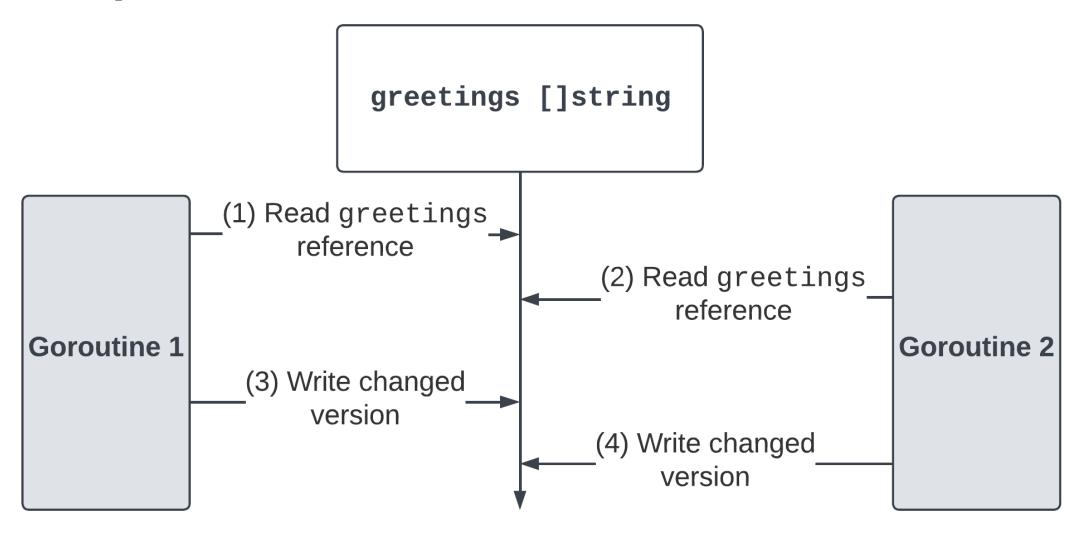 greetings []string
(1) Read greetings
reference
(2) Read greetings
reference
Goroutine 1
Goroutine 2
(3) Write changed
version
(4) Write changed
version